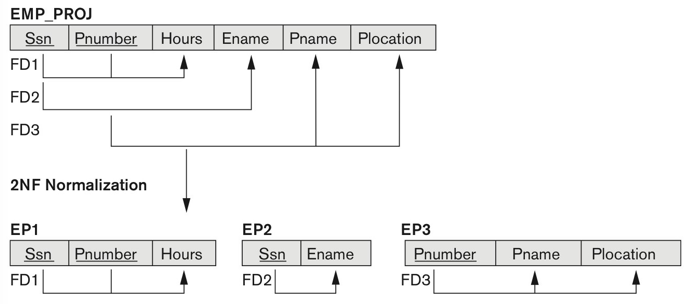 EMP_PROJ
Ssn Pnumber Hours Ename Pname Plocation
FD1
FD2
FD3
2NF Normalization
EP1 EP2 EP3
Ssn Pnumber Hours Ssn Ename Pnumber Pname Plocation
FD1 FD2 FD3